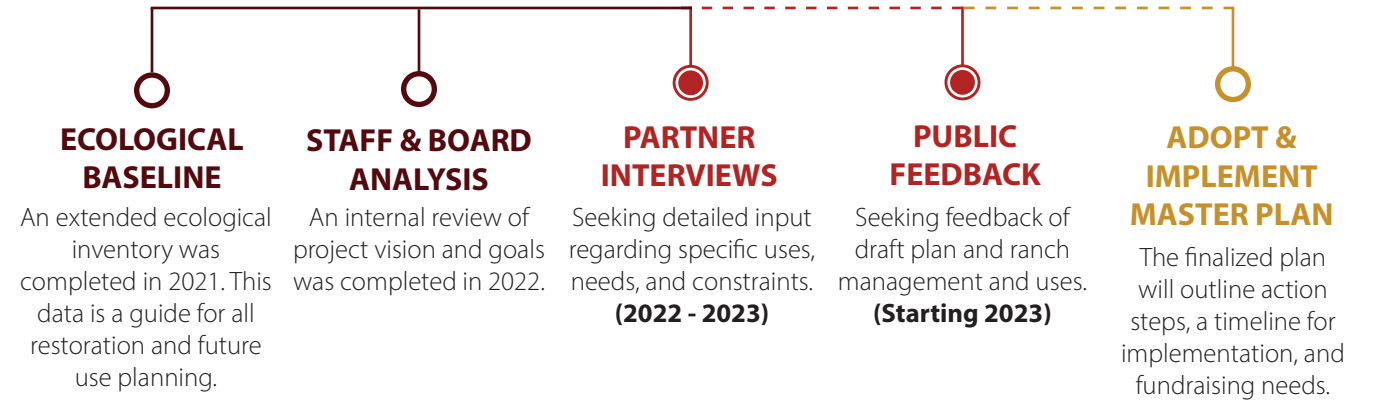 ECOLOGICAL
BASELINE
An extended ecological
inventory was
completed in 2021. This
data is a guide for all
restoration and future
use planning.
STAFF & BOARD
ANALYSIS
An internal review of
project vision and goals
was completed in 2022.
PARTNER
INTERVIEWS
Seeking detailed input
regarding specific uses,
needs, and constraints.
(2022 - 2023)
PUBLIC
FEEDBACK
Seeking feedback of
draft plan and ranch
management and uses.
(Starting 2023)
ADOPT &
IMPLEMENT
MASTER PLAN
The finalized plan
will outline action
steps, a timeline for
implementation, and
fundraising needs.